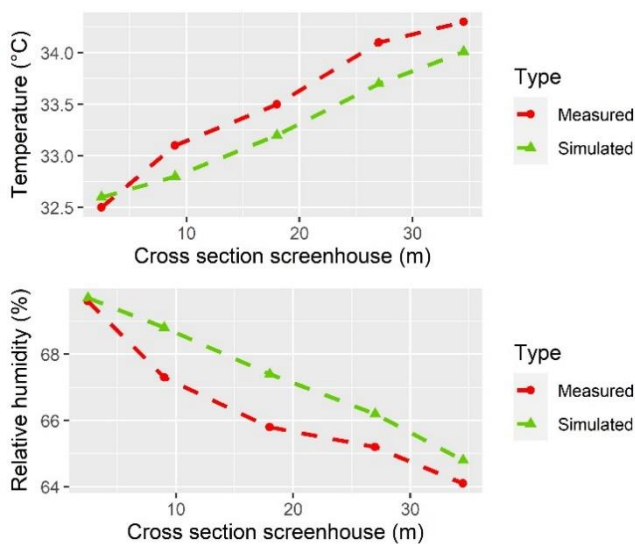 Temperature (°C)
34.0
33.5
33.0
32.5
10
20
30
Cross section screenhouse (m)
Type
Measured
Simulated
Relative humidity (%)
68
66
64
10
20
30
Cross section screenhouse (m)
Type
Measured
Simulated